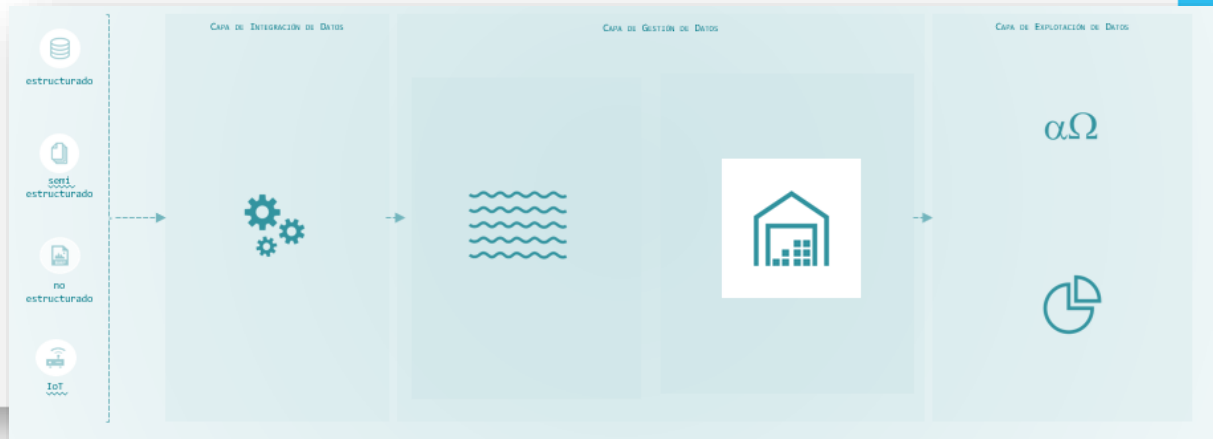 CAPA DE INTEGRACIÓN DE DATOS
CAPA DE GESTIÓN DE DATOS
CAPA DE EXPLOTACIÓN DE DATOS
estructurado
semi
estructurado
no
estructurado
IoT
αΩ